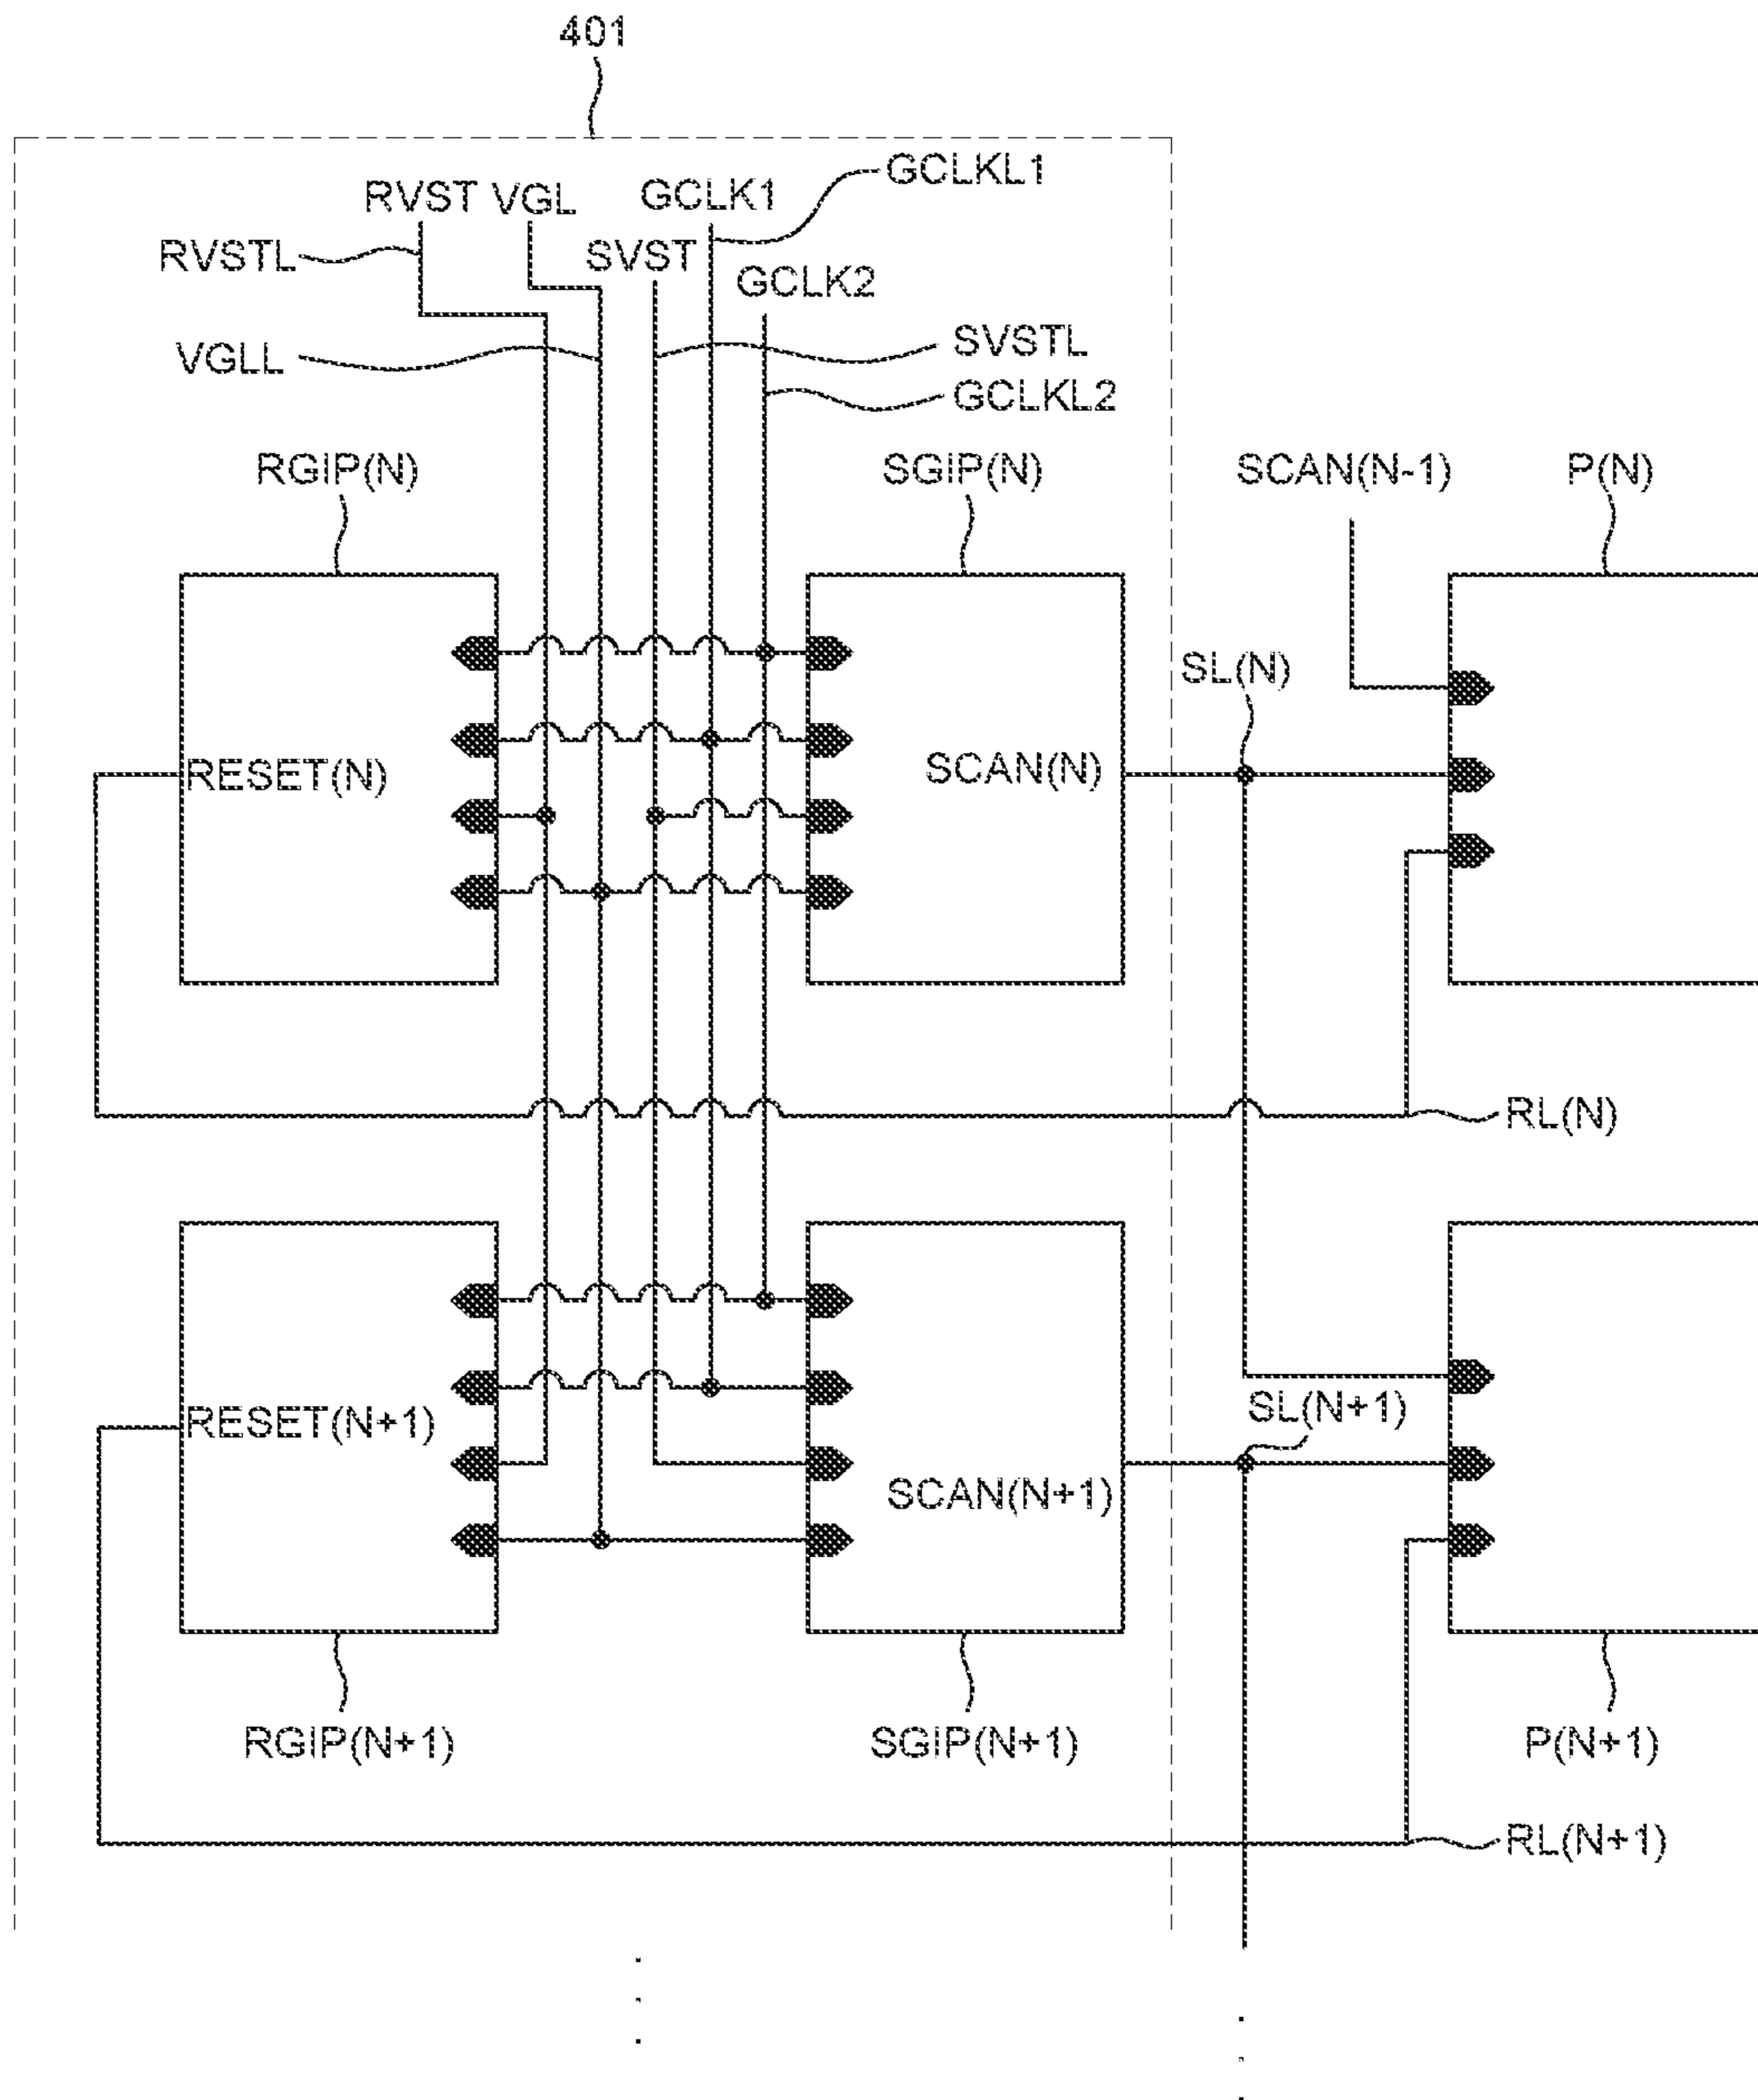 401
GCLKL1
RVST VGL GCLK1
RVSTL SVST GCLK2
VGLL SVSTL
GCLKL2
RGIP(N) SGIP(N) SCAN(N-1) P(N)
SL(N)
RESET(N) SCAN(N)
RL(N)
SL(N+1)
RESET(N+1)
SCAN(N+1)
RGIP(N+1) SGIP(N+1) P(N+1)
RL(N+1)